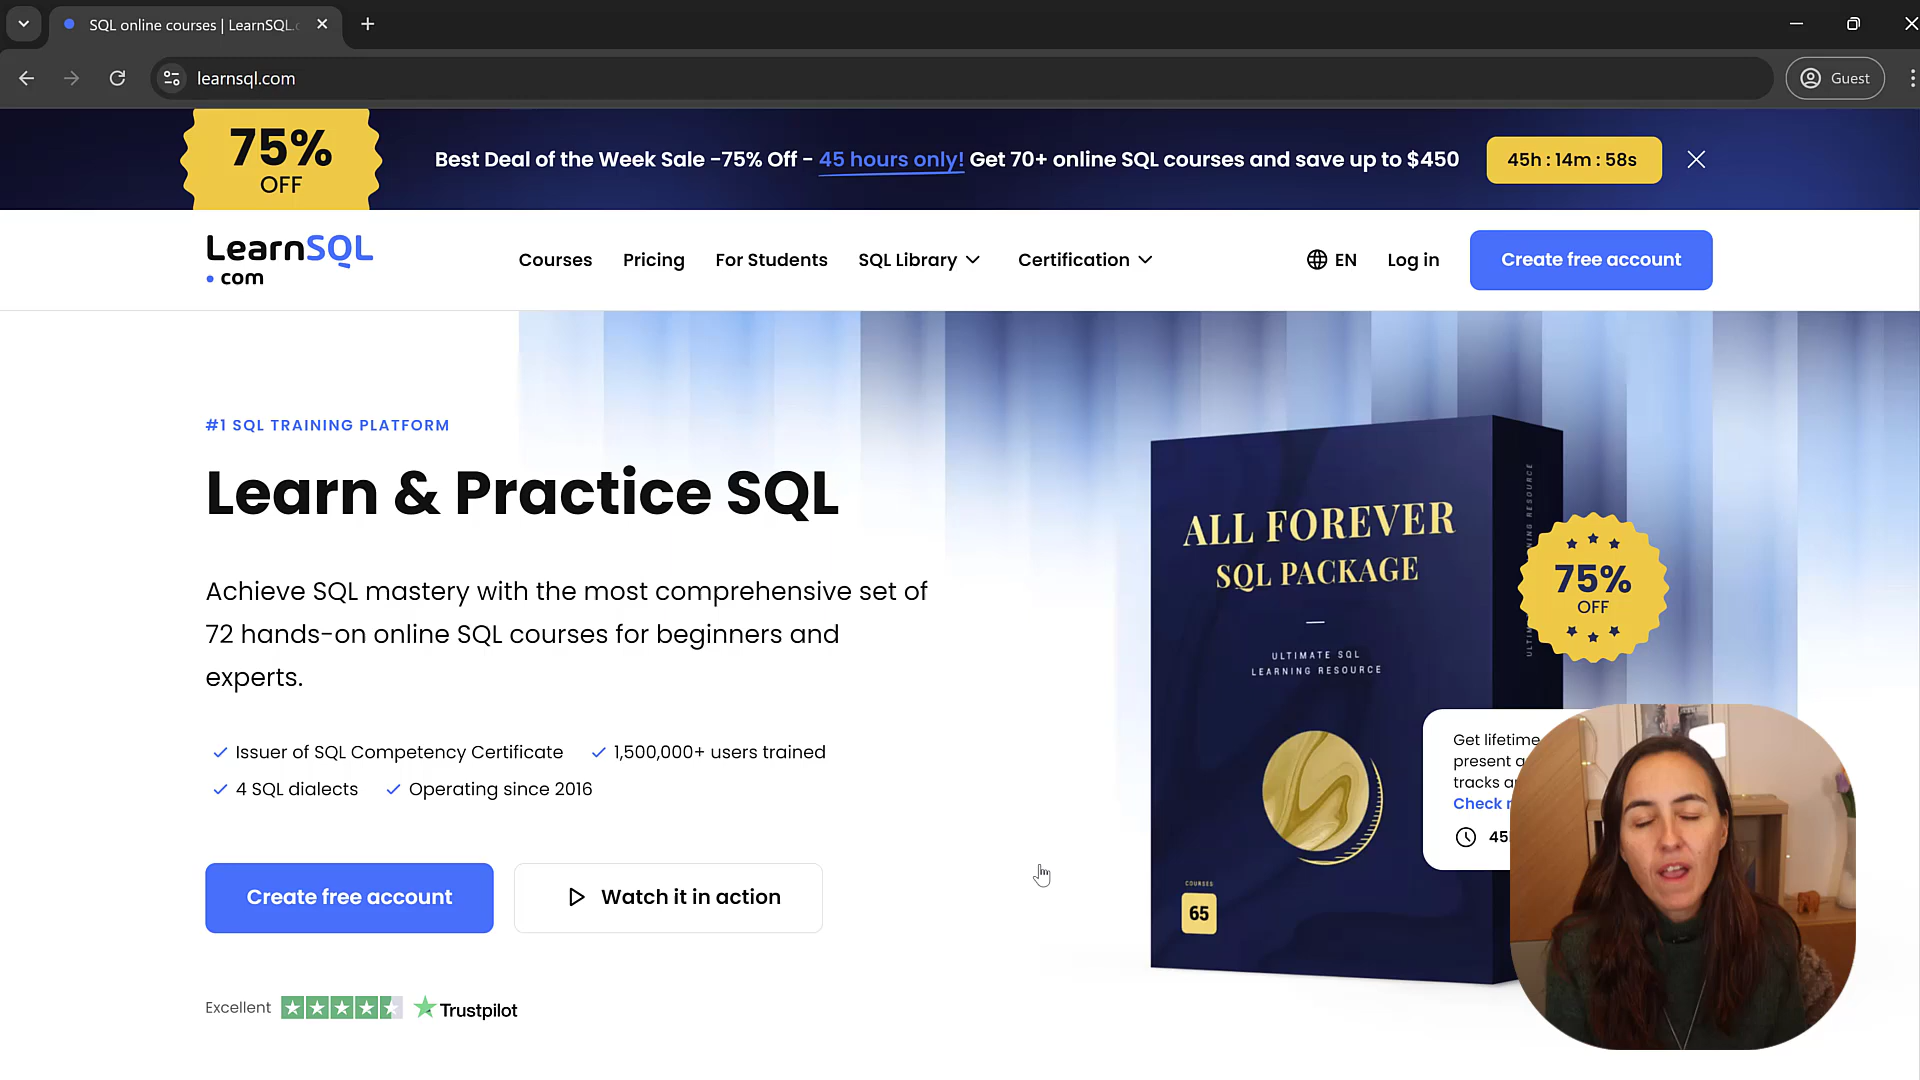 SQL online courses | LearnSQL.
learnsql.com
Guest
75%
OFF
Best Deal of the Week Sale -75% Off - 45 hours only! Get 70+ online SQL courses and save up to $450
45h : 14m : 58s
LearnSQL
com
Courses
Pricing
For Students
SQL Library
Certification
EN
Log in
Create free account
#1 SQL TRAINING PLATFORM
Learn & Practice SQL
Achieve SQL mastery with the most comprehensive set of
72 hands-on online SQL courses for beginners and
experts.
Issuer of SQL Competency Certificate
1,500,000+ users trained
4 SQL dialects
Operating since 2016
Create free account
Watch it in action
Excellent
Trustpilot
ALL FOREVER
SQL PACKAGE
ULTIMATE SQL
LEARNING RESOURCE
COURSES
65
75%
OFF
Get lifetime
present a
tracks a
Check
45